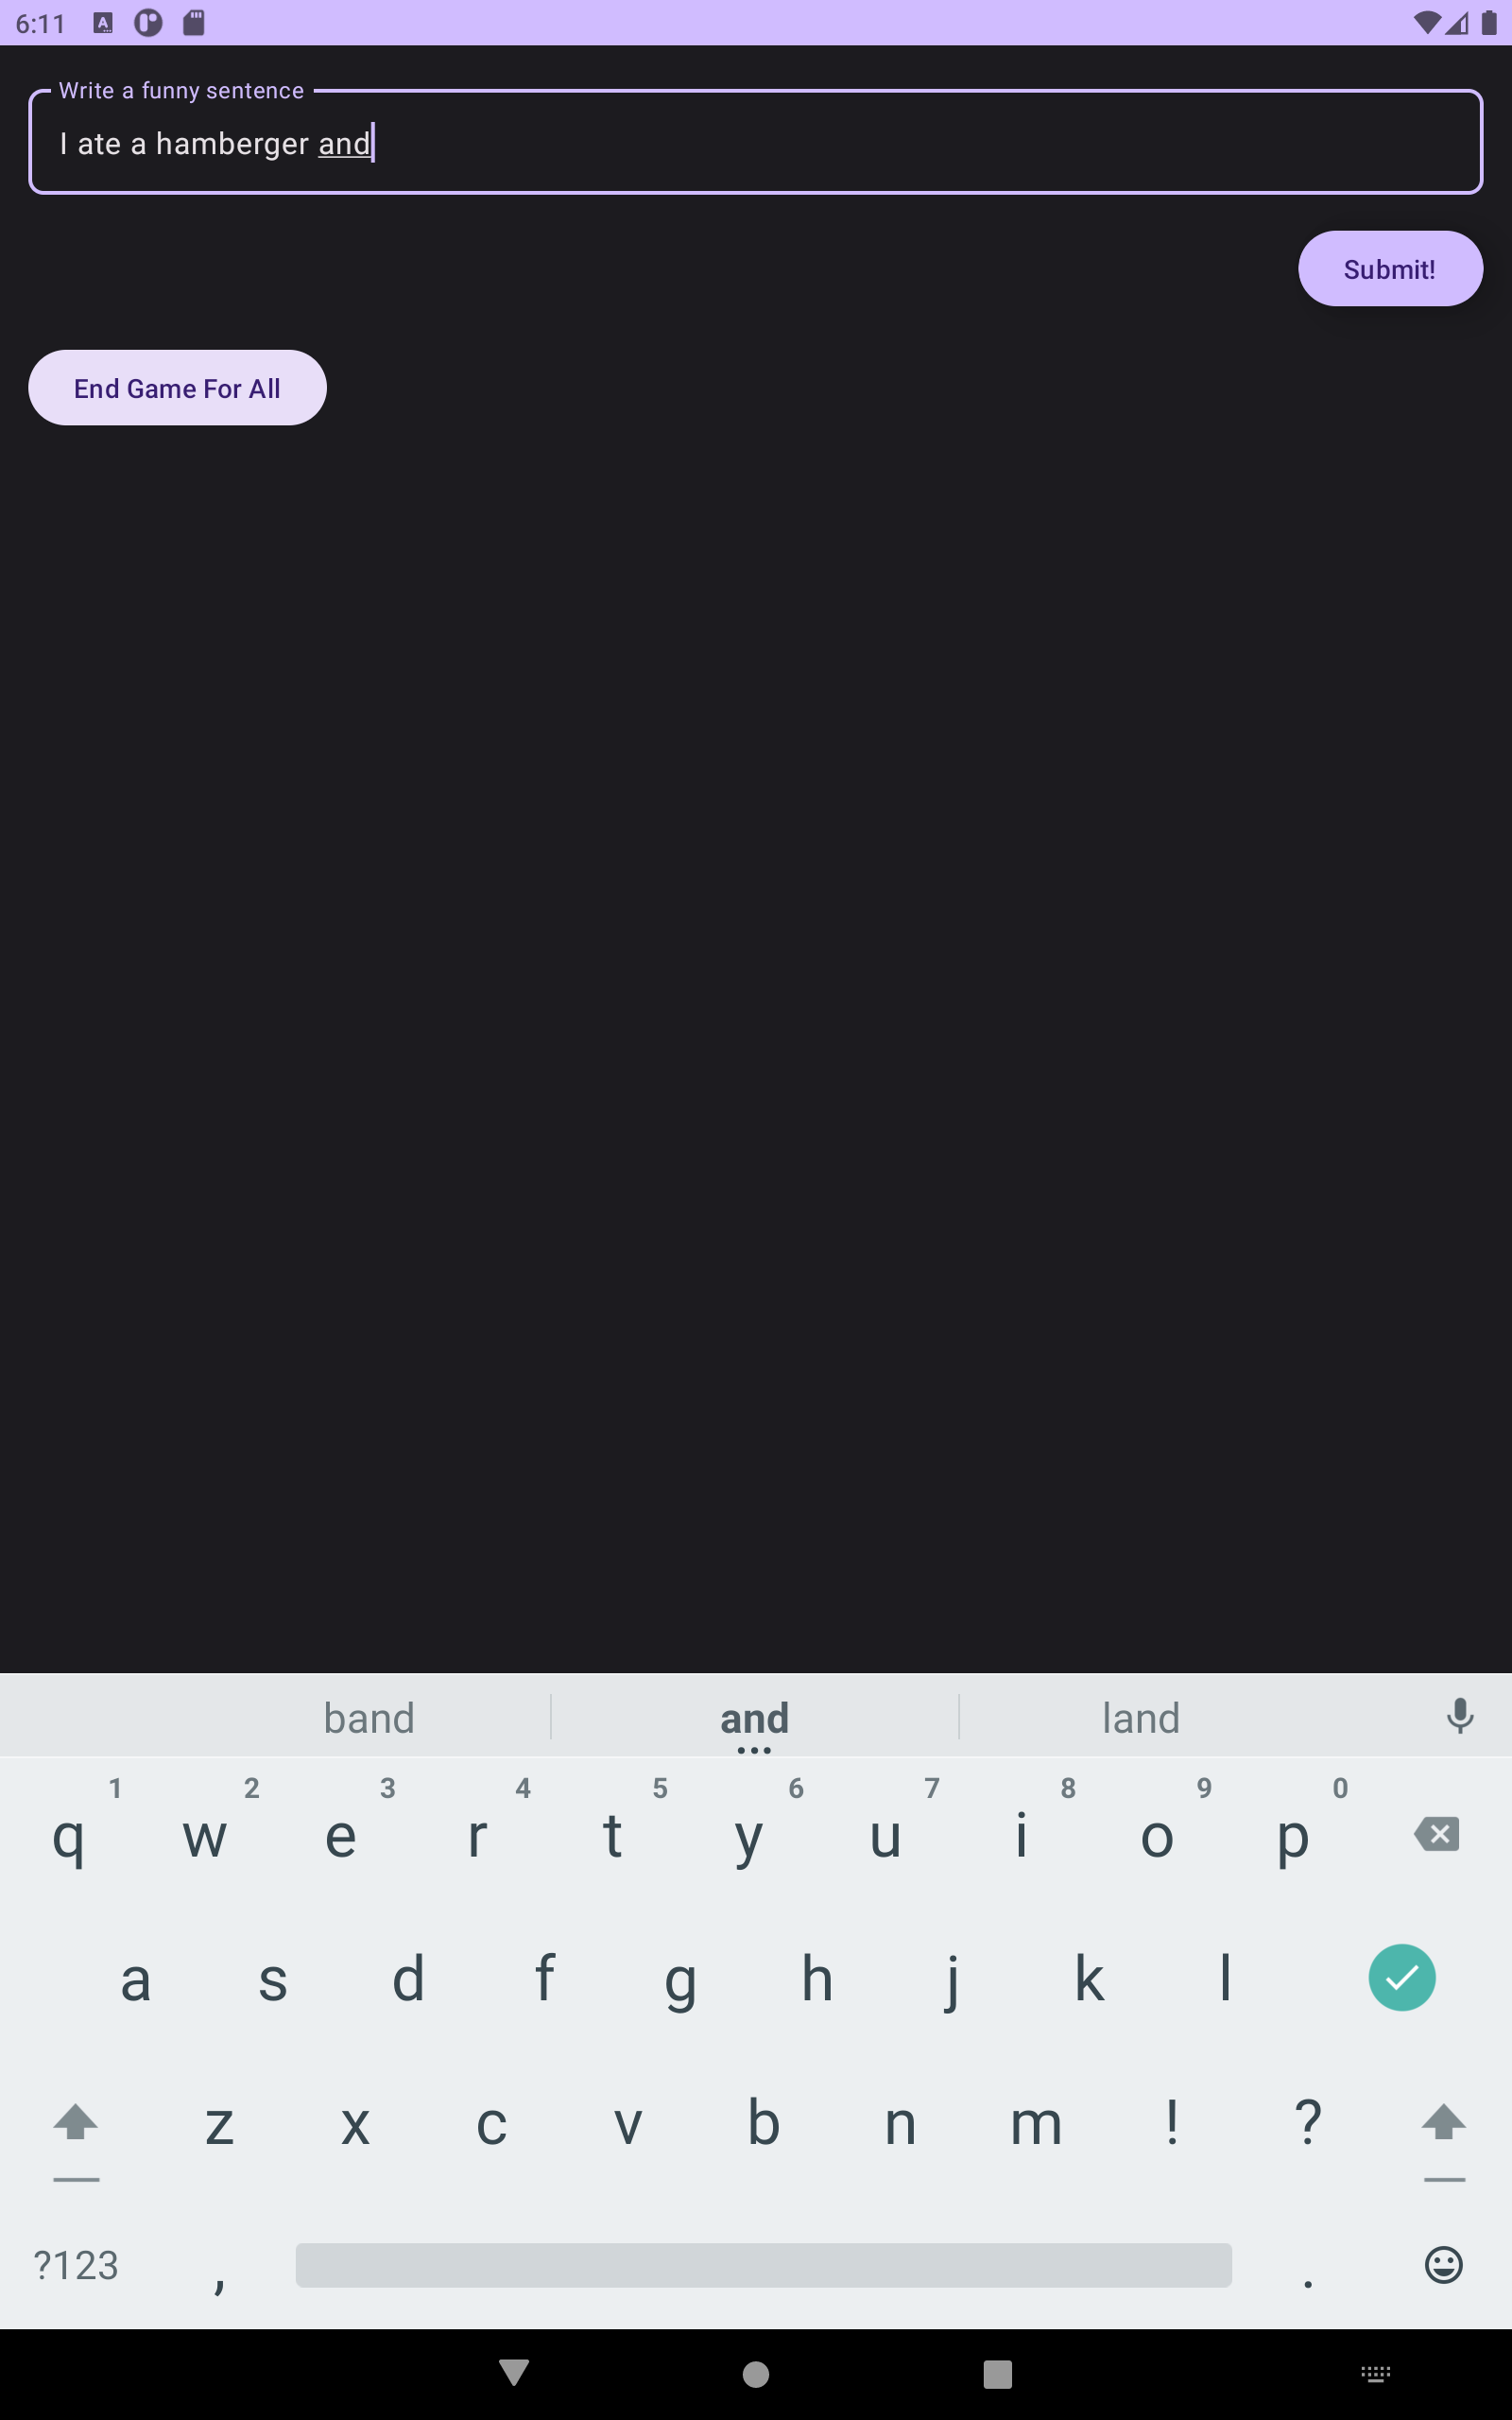 6:11
Write a funny sentence
I ate a hamberger and
Submit!
End Game For All
band and land
1 2 3 4 5 6 7 8 9 0
q w e r t y u i o p
a s d f g h j k l
z x c v b n m ! ?
?123 , .